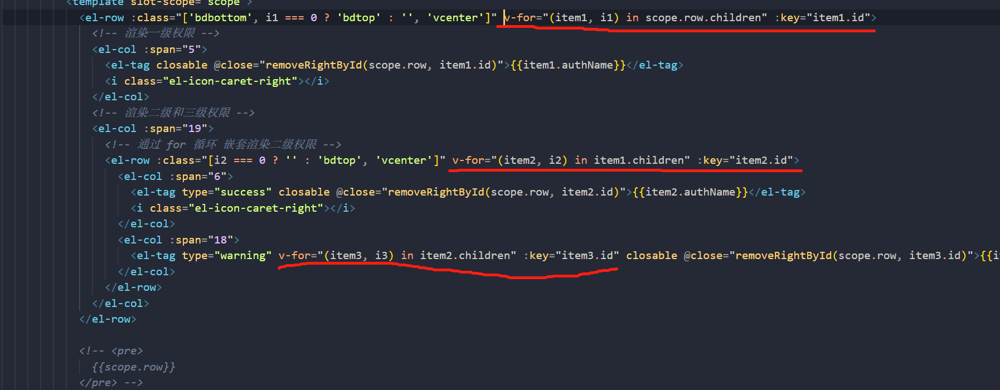 <template slot-scope="scope">
<el-row :class="['bdbottom', i1 === 0 ? 'bdtop' : '', 'vcenter']" v-for="(item1, i1) in scope.row.children" :key="item1.id">
<!-- 渲染一级权限 -->
<el-col :span="5">
<el-tag closable @close="removeRightById(scope.row, item1.id)">{{item1.authName}}</el-tag>
<i class="el-icon-caret-right"></i>
</el-col>
<!-- 渲染二级和三级权限 -->
<el-col :span="19">
<!-- 通过 for 循环 嵌套渲染二级权限 -->
<el-row :class="[i2 === 0 ? '' : 'bdtop', 'vcenter']" v-for="(item2, i2) in item1.children" :key="item2.id">
<el-col :span="6">
<el-tag type="success" closable @close="removeRightById(scope.row, item2.id)">{{item2.authName}}</el-tag>
<i class="el-icon-caret-right"></i>
</el-col>
<el-col :span="18">
<el-tag type="warning" v-for="(item3, i3) in item2.children" :key="item3.id" closable @close="removeRightById(scope.row, item3.id)">{{i
</el-col>
</el-row>
</el-col>
</el-row>
<!-- <pre>
{{scope.row}}
</pre> -->